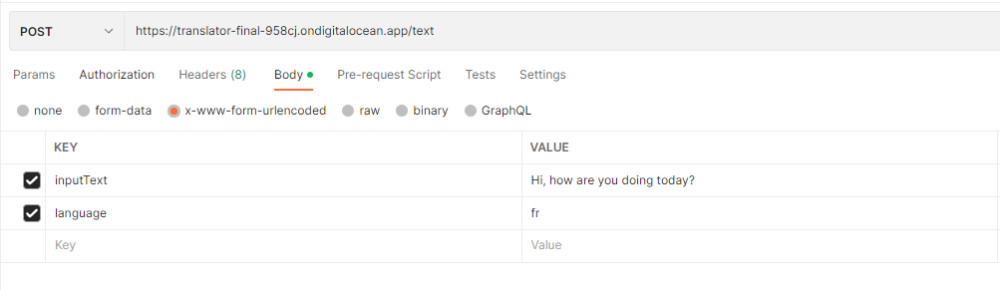 POST https://translator-final-958cj.ondigitalocean.app/text
Params Authorization Headers (8) Body Pre-request Script Tests Settings
none form-data x-www-form-urlencoded raw binary GraphQL
KEY VALUE
inputText Hi, how are you doing today?
language fr
Key Value